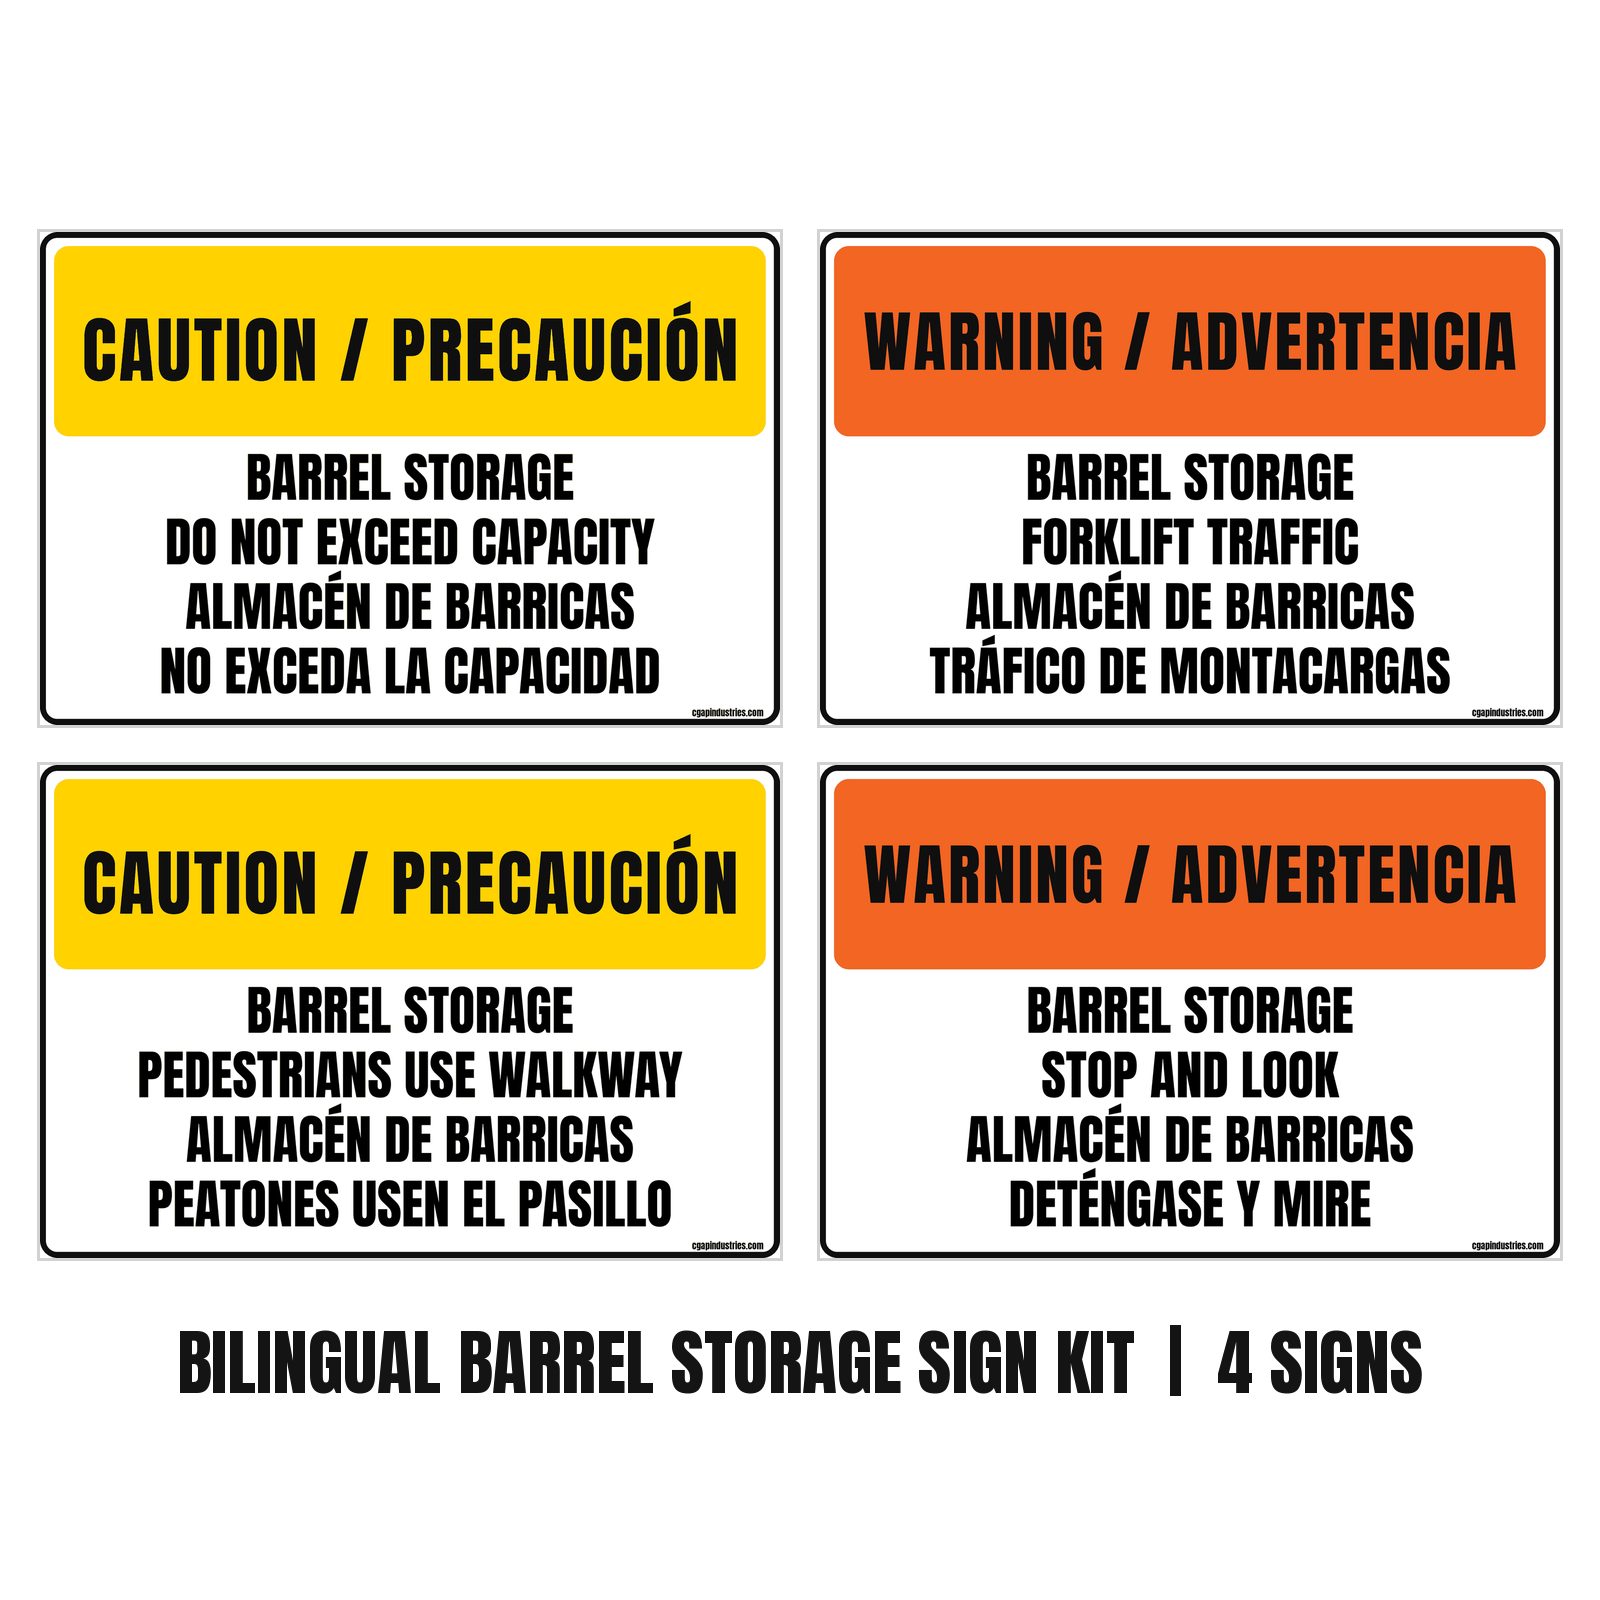 CAUTION / PRECAUCIÓN
BARREL STORAGE
DO NOT EXCEED CAPACITY
ALMACÉN DE BARRICAS
NO EXCEDA LA CAPACIDAD
cgapindustries.com
WARNING / ADVERTENCIA
BARREL STORAGE
FORKLIFT TRAFFIC
ALMACÉN DE BARRICAS
TRÁFICO DE MONTACARGAS
cgapindustries.com
CAUTION / PRECAUCIÓN
BARREL STORAGE
PEDESTRIANS USE WALKWAY
ALMACÉN DE BARRICAS
PEATONES USEN EL PASILLO
cgapindustries.com
WARNING / ADVERTENCIA
BARREL STORAGE
STOP AND LOOK
ALMACÉN DE BARRICAS
DETÉNGASE Y MIRE
cgapindustries.com
BILINGUAL BARREL STORAGE SIGN KIT | 4 SIGNS